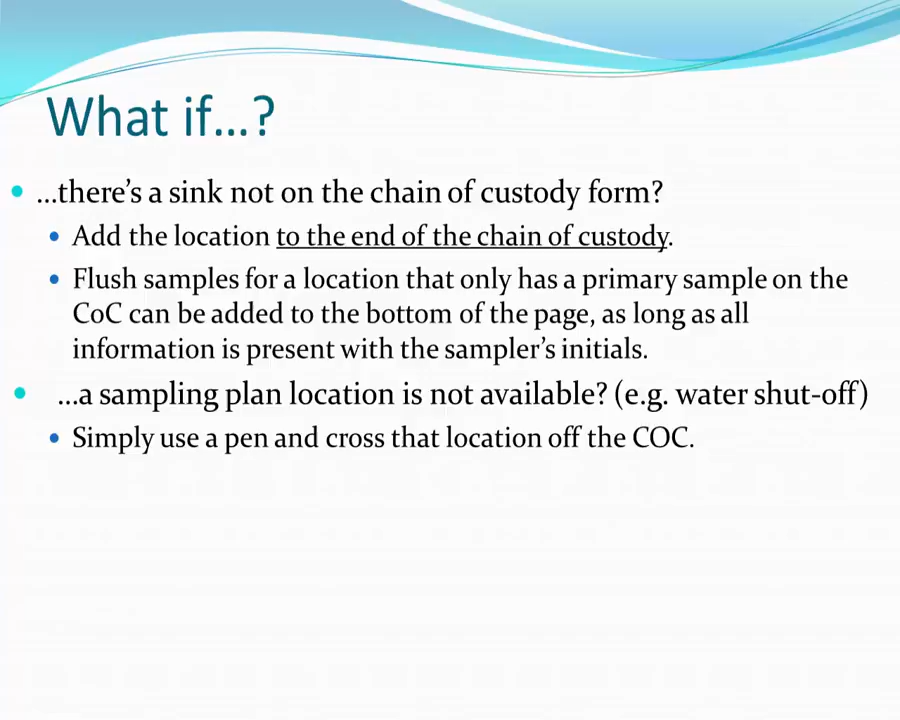 What if...?
...there's a sink not on the chain of custody form?
Add the location to the end of the chain of custody.
Flush samples for a location that only has a primary sample on the
CoC can be added to the bottom of the page, as long as all
information is present with the sampler's initials.
...a sampling plan location is not available? (e.g. water shut-off)
Simply use a pen and cross that location off the COC.